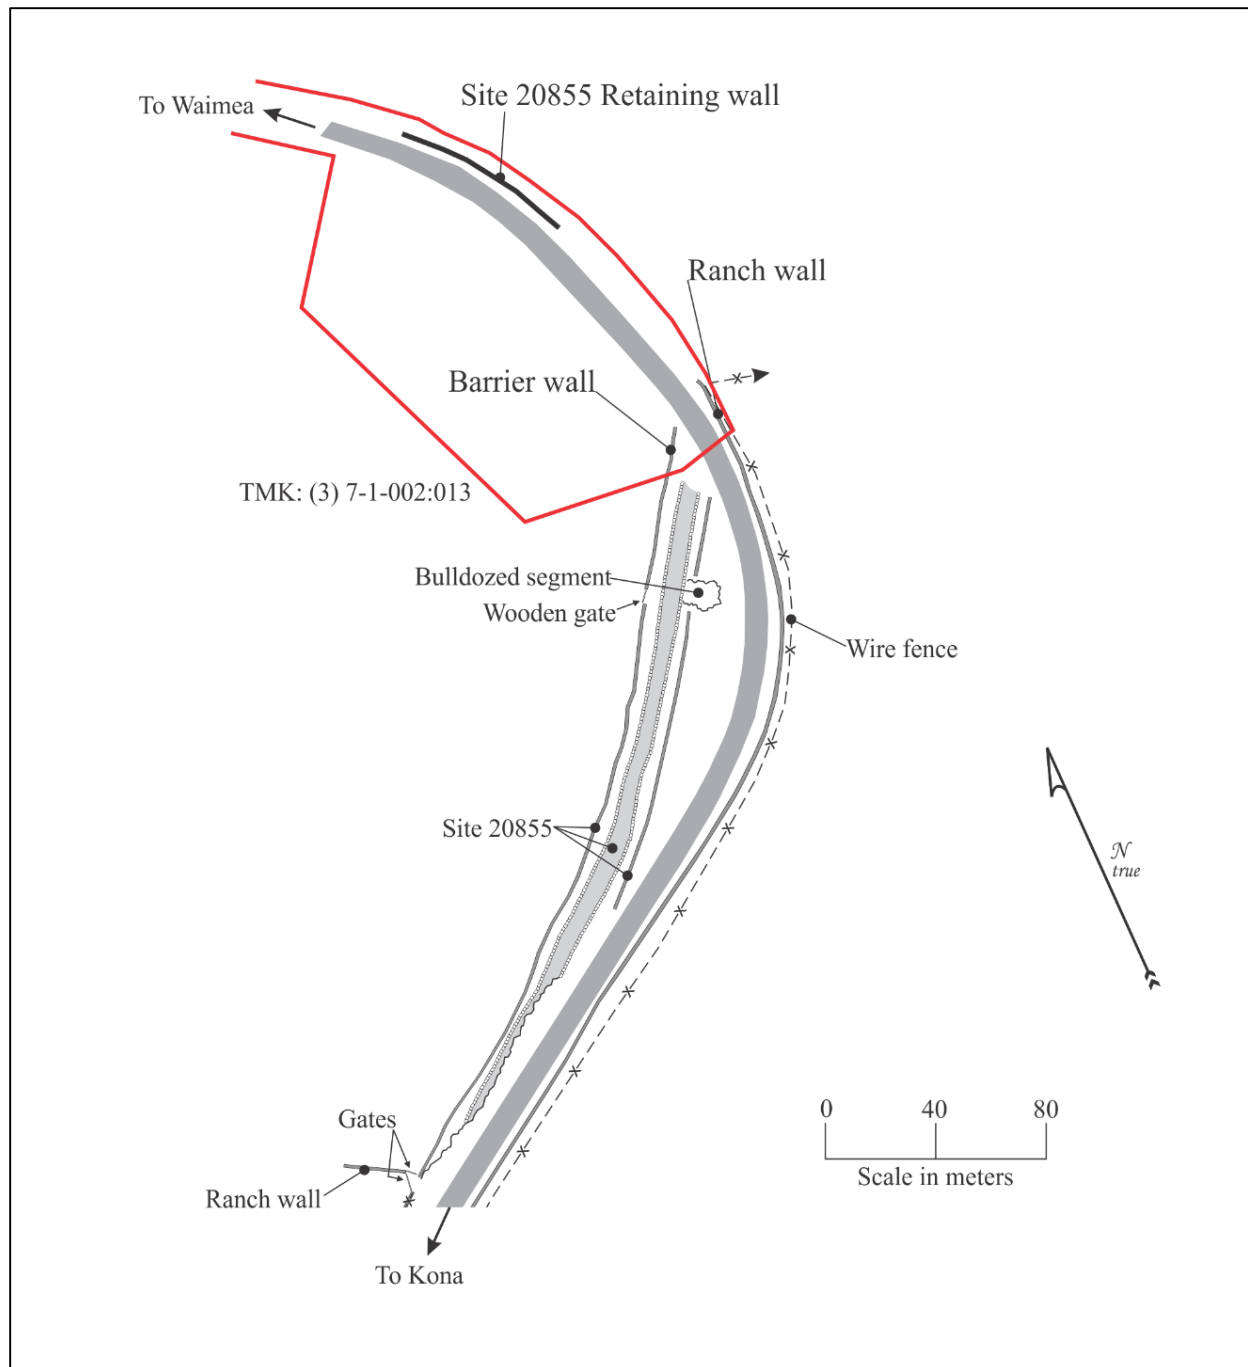 Site 20855 Retaining wall
To Waimea
Ranch wall
Barrier wall
TMK: (3) 7-1-002:013
Bulldozed segment
Wooden gate
Wire fence
Site 20855
N
true
0 40 80
Scale in meters
Gates
Ranch wall
To Kona